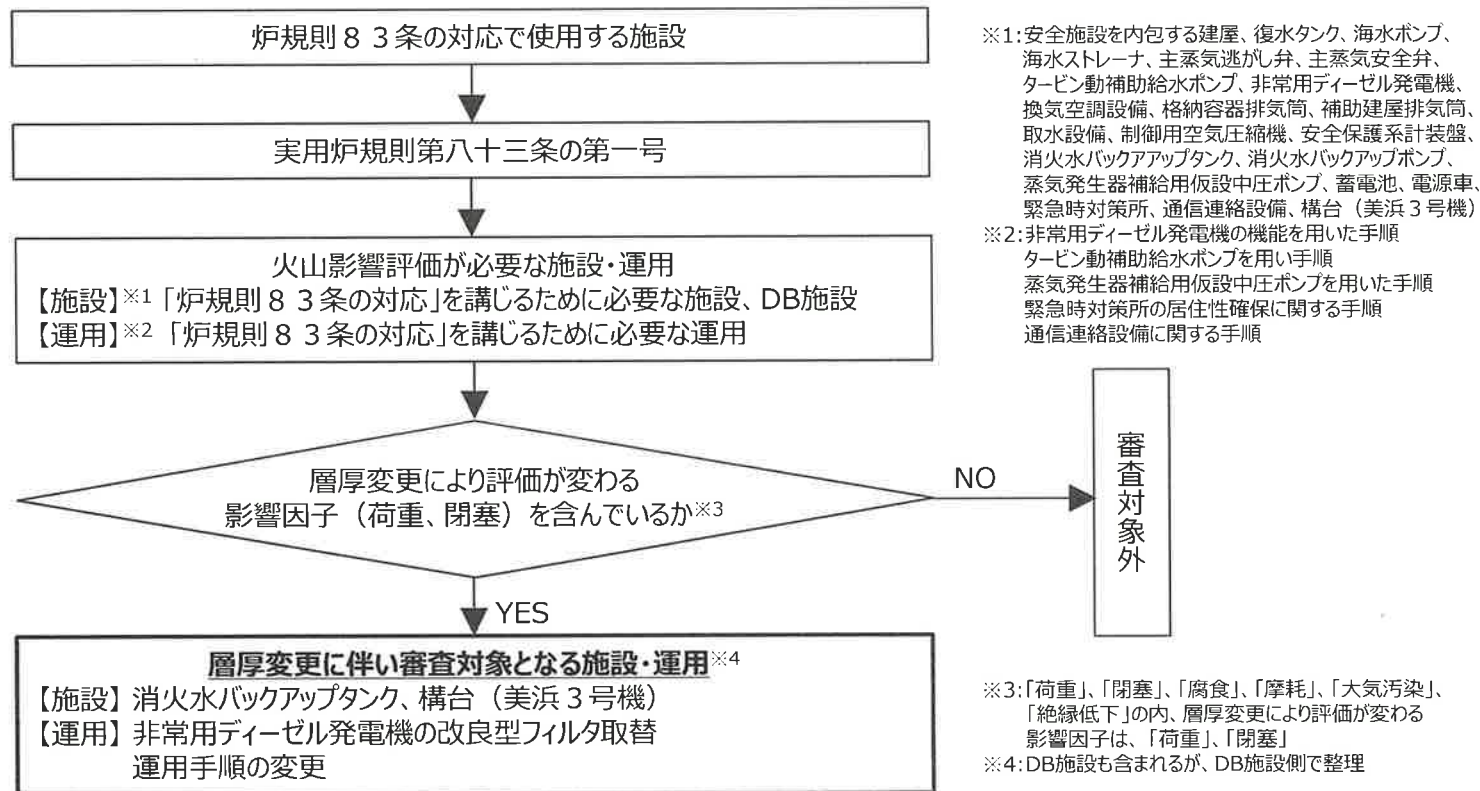 炉規則８３条の対応で使用する施設
実用炉規則第八十三条の第一号
火山影響評価が必要な施設・運用
【施設】※1「炉規則８３条の対応」を講じるために必要な施設、DB施設
【運用】※2「炉規則８３条の対応」を講じるために必要な運用
層厚変更により評価が変わる
影響因子（荷重、閉塞）を含んでいるか※3
NO
審査対象外
YES
層厚変更に伴い審査対象となる施設・運用※4
【施設】消火水バックアップタンク、構台（美浜３号機）
【運用】非常用ディーゼル発電機の改良型フィルタ取替
運用手順の変更
※1:安全施設を内包する建屋、復水タンク、海水ポンプ、
海水ストレーナ、主蒸気逃がし弁、主蒸気安全弁、
タービン動補助給水ポンプ、非常用ディーゼル発電機、
換気空調設備、格納容器排気筒、補助建屋排気筒、
取水設備、制御用空気圧縮機、安全保護系計装盤、
消火水バックアアップタンク、消火水バックアップポンプ、
蒸気発生器補給用仮設中圧ポンプ、蓄電池、電源車、
緊急時対策所、通信連絡設備、構台（美浜３号機）
※2:非常用ディーゼル発電機の機能を用いた手順
タービン動補助給水ポンプを用い手順
蒸気発生器補給用仮設中圧ポンプを用いた手順
緊急時対策所の居住性確保に関する手順
通信連絡設備に関する手順
※3:「荷重」、「閉塞」、「腐食」、「摩耗」、「大気汚染」、
「絶縁低下」の内、層厚変更により評価が変わる
影響因子は、「荷重」、「閉塞」
※4:DB施設も含まれるが、DB施設側で整理